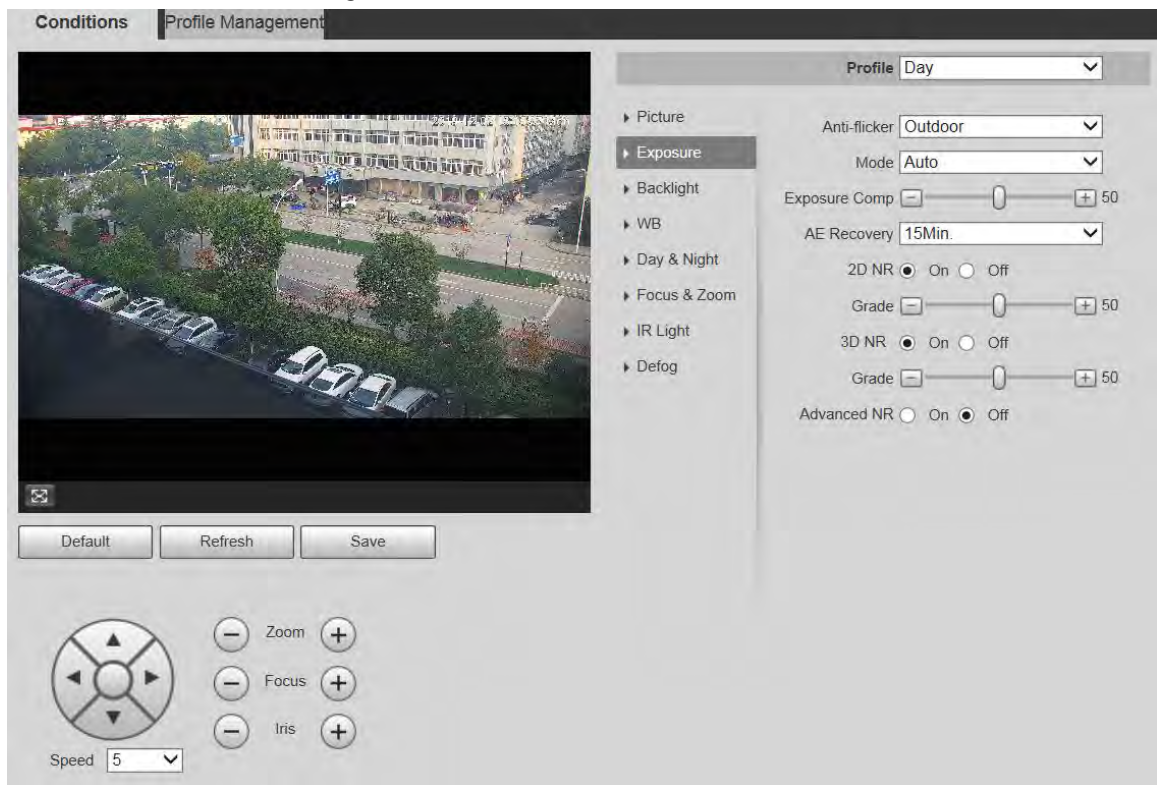 Conditions
Profile Management
Profile Day
Picture
Exposure
Backlight
WB
Day & Night
Focus & Zoom
IR Light
Defog
Anti-flicker Outdoor
Mode Auto
Exposure Comp 50
AE Recovery 15Min.
2D NR On Off
Grade 50
3D NR On Off
Grade 50
Advanced NR On Off
Default
Refresh
Save
Zoom
Focus
Iris
Speed 5